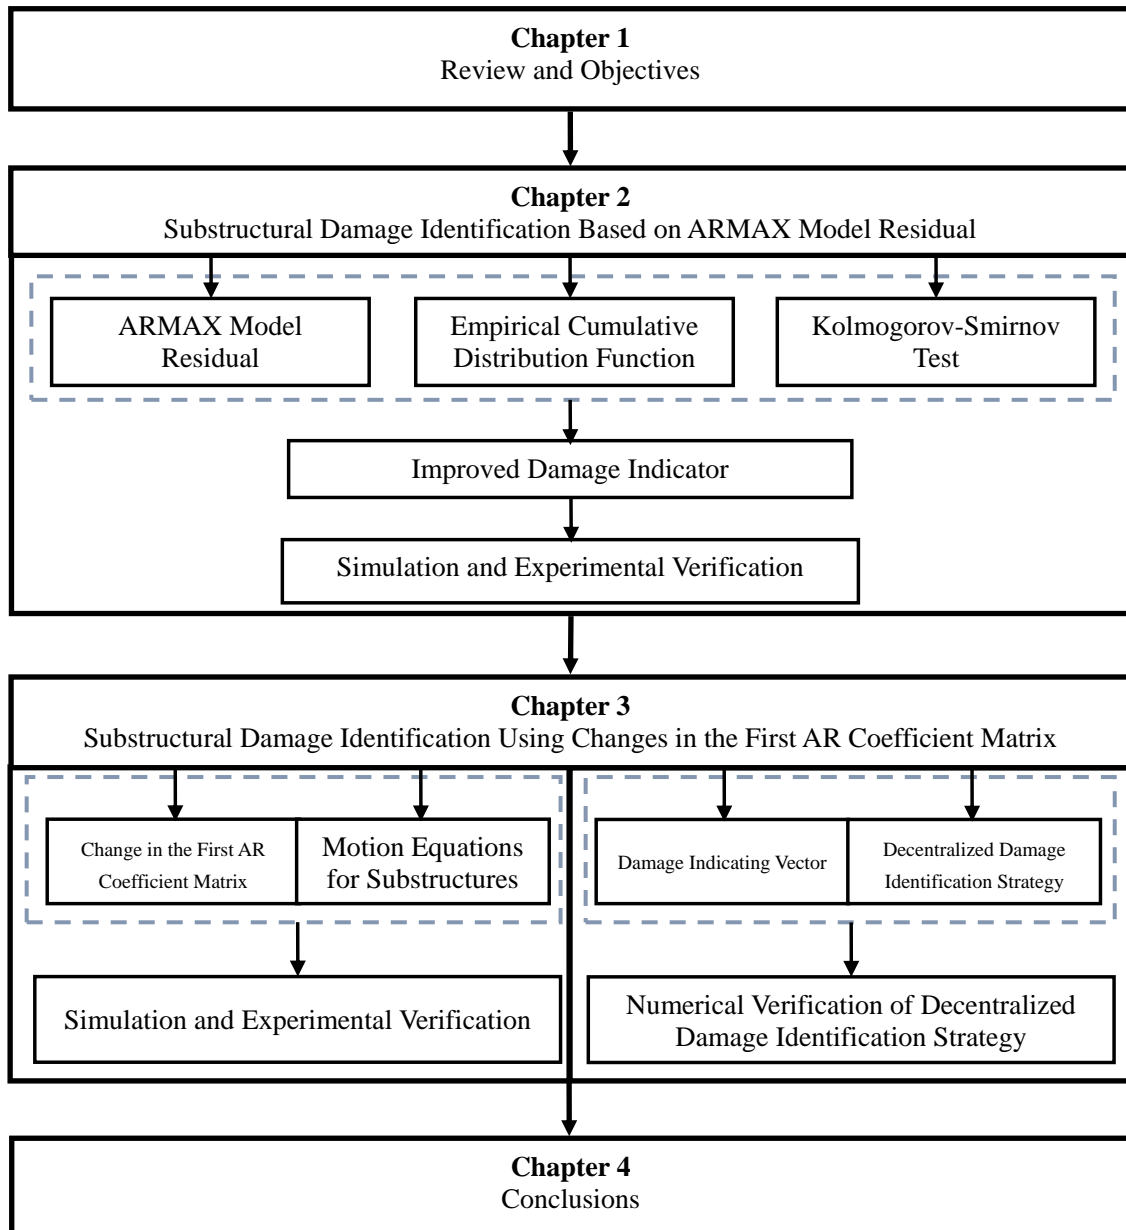 Chapter 1
Review and Objectives
Chapter 2
Substructural Damage Identification Based on ARMAX Model Residual
ARMAX Model
Residual
Empirical Cumulative
Distribution Function
Kolmogorov-Smirnov
Test
Improved Damage Indicator
Simulation and Experimental Verification
Chapter 3
Substructural Damage Identification Using Changes in the First AR Coefficient Matrix
Change in the First AR
Coefficient Matrix
Motion Equations
for Substructures
Damage Indicating Vector
Decentralized Damage
Identification Strategy
Simulation and Experimental Verification
Numerical Verification of Decentralized
Damage Identification Strategy
Chapter 4
Conclusions